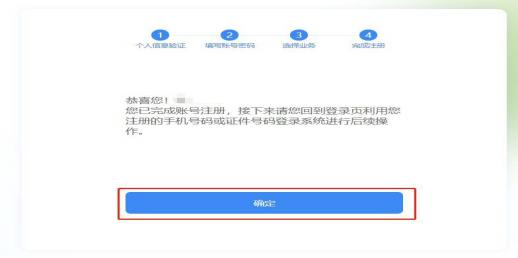 1 2 3 4
个人信息验证 填写账号密码 选择业务 完成注册
恭喜您！
您已完成账号注册，接下来请您回到登录页利用您
注册的手机号码或证件号码登录系统进行后续操
作。
确定